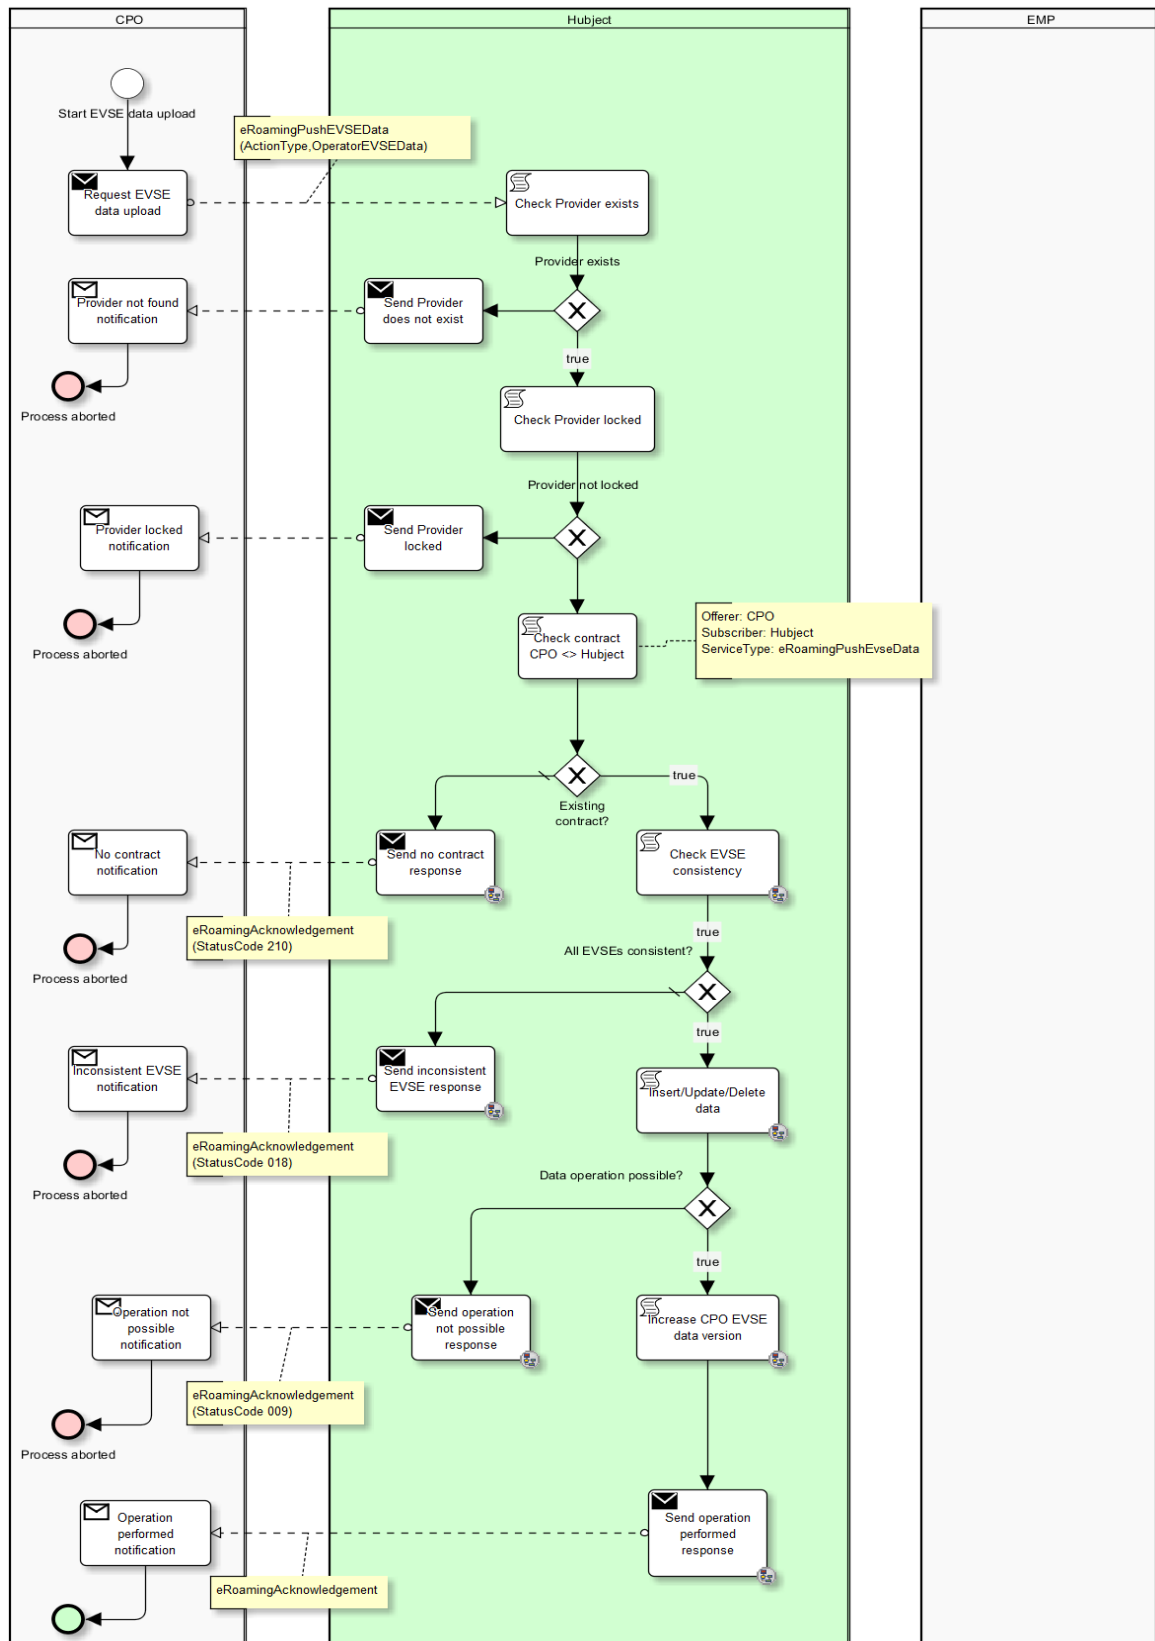 CPO
Hubject
EMP
Start EVSE data upload
eRoamingPushEVSEData
(ActionType,OperatorEVSEData)
Request EVSE
data upload
Check Provider exists
Provider exists
Provider not found
notification
Send Provider
does not exist
true
Process aborted
Check Provider locked
Provider not locked
Provider locked
notification
Send Provider
locked
Process aborted
Check contract
CPO <> Hubject
Offerer: CPO
Subscriber: Hubject
ServiceType: eRoamingPushEvseData
true
Existing
contract?
No contract
notification
Send no contract
response
Check EVSE
consistency
eRoamingAcknowledgement
(StatusCode 210)
true
All EVSEs consistent?
Process aborted
true
Inconsistent EVSE
notification
Send inconsistent
EVSE response
Insert/Update/Delete
data
eRoamingAcknowledgement
(StatusCode 018)
Data operation possible?
Process aborted
true
Operation not
possible
notification
Send operation
not possible
response
Increase CPO EVSE
data version
eRoamingAcknowledgement
(StatusCode 009)
Process aborted
Operation
performed
notification
Send operation
performed
response
eRoamingAcknowledgement